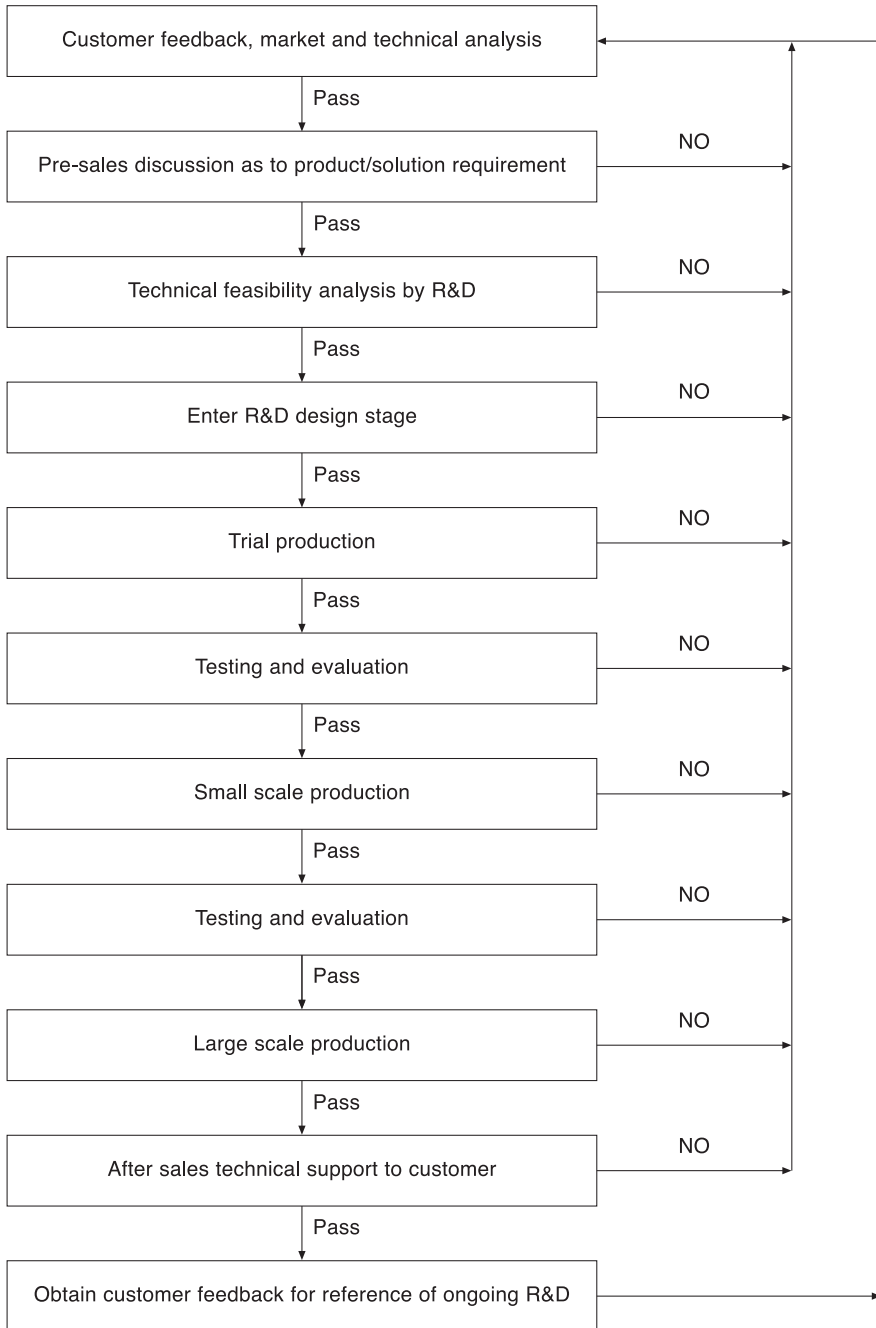 Customer feedback, market and technical analysis
Pass
Pre-sales discussion as to product/solution requirement
NO
Pass
Technical feasibility analysis by R&D
NO
Pass
Enter R&D design stage
NO
Pass
Trial production
NO
Pass
Testing and evaluation
NO
Pass
Small scale production
NO
Pass
Testing and evaluation
NO
Pass
Large scale production
NO
Pass
After sales technical support to customer
NO
Pass
Obtain customer feedback for reference of ongoing R&D